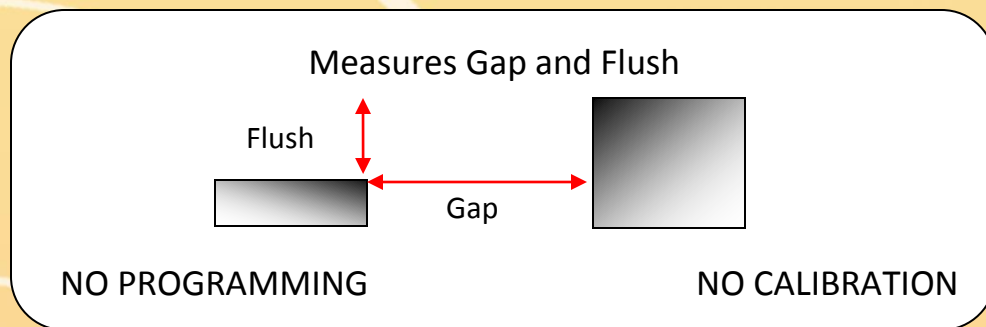 Measures Gap and Flush
Flush
Gap
NO PROGRAMMING
NO CALIBRATION